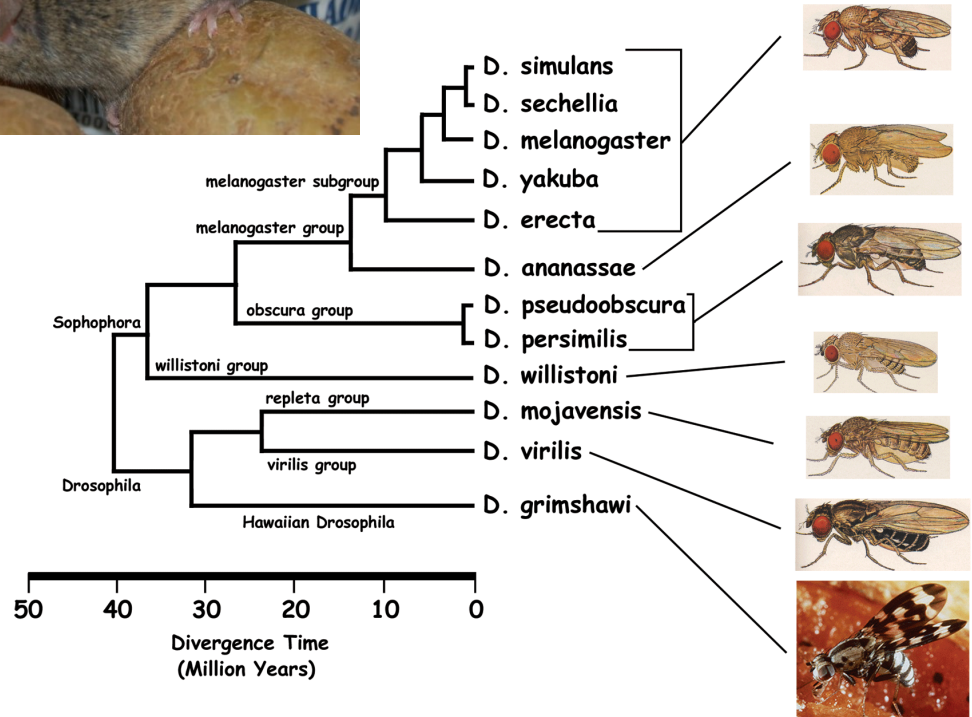 D. simulans
D. sechellia
D. melanogaster
D. yakuba
melanogaster subgroup
D. erecta
melanogaster group
D. ananassae
D. pseudoobscura
obscura group
Sophophora
D. persimilis
willistoni group
D. willistoni
repleta group
D. mojavensis
D. virilis
virilis group
Drosophila
D. grimshawi
Hawaiian Drosophila
50 40 30 20 10 0
Divergence Time
(Million Years)